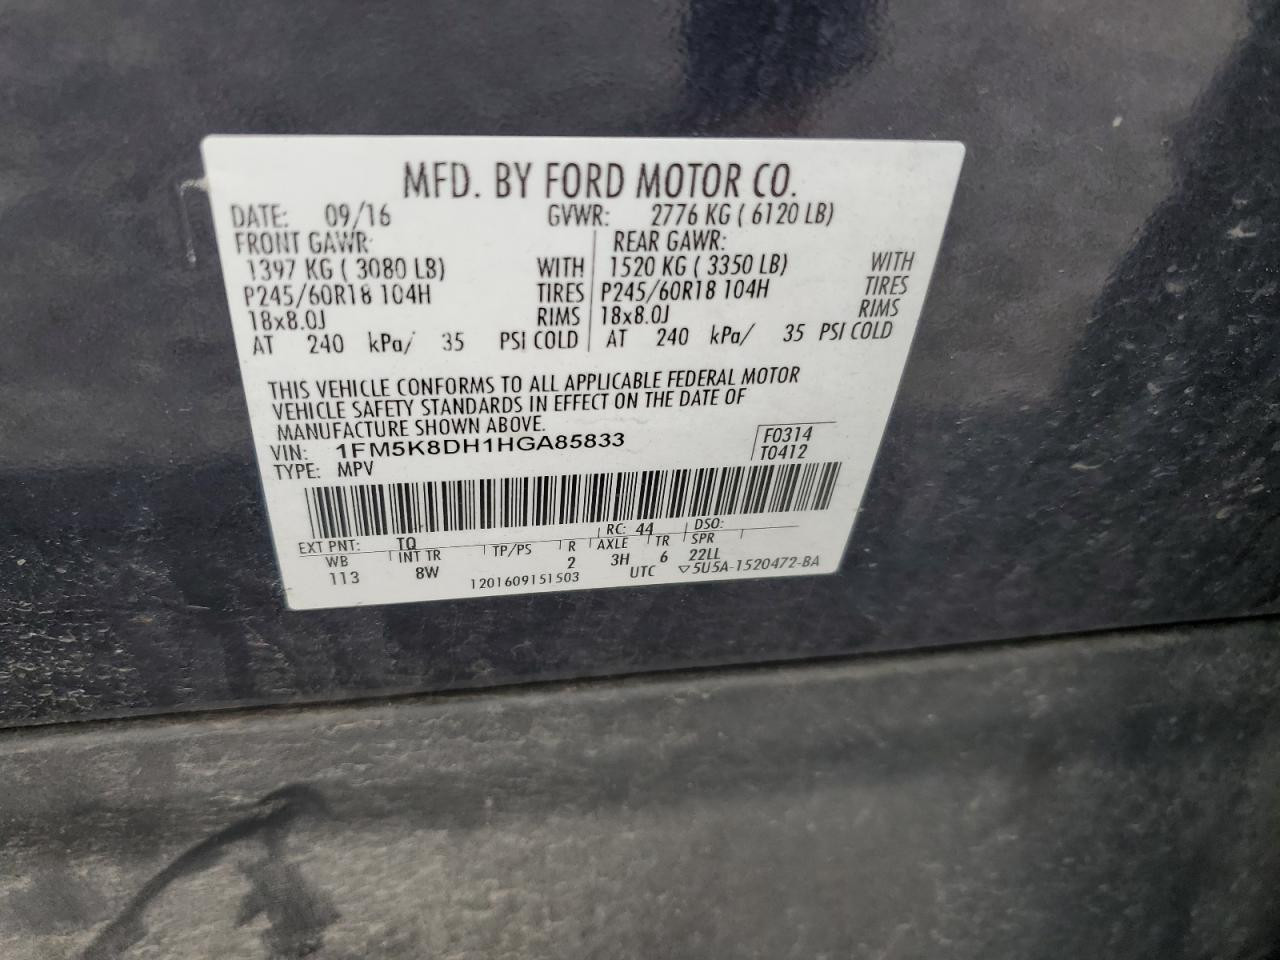 MFD. BY FORD MOTOR CO.
DATE: 09/16 GVWR: 2776 KG ( 6120 LB)
FRONT GAWR: REAR GAWR:
1397 KG ( 3080 LB) WITH 1520 KG ( 3350 LB) WITH
P245/60R18 104H TIRES P245/60R18 104H TIRES
18x8.0J RIMS 18x8.0J RIMS
AT 240 kPa/ 35 PSI COLD AT 240 kPa/ 35 PSI COLD
THIS VEHICLE CONFORMS TO ALL APPLICABLE FEDERAL MOTOR
VEHICLE SAFETY STANDARDS IN EFFECT ON THE DATE OF
MANUFACTURE SHOWN ABOVE.
VIN: 1FM5K8DH1HGA85833 F0314
TYPE: MPV T0412
EXT PNT: TQ RC: 44 DSO:
WB INT TR TP/PS R AXLE TR SPR
113 8W 2 3H 6 22LL
1201609151503 UTC ▽5U5A-1520472-BA